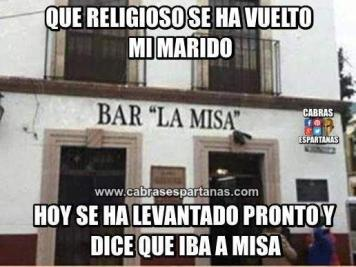 QUE RELIGIOSO SE HA VUELTO
MI MARIDO
CABRAS
ESPARTANAS
BAR "LA MISA"
www.cabrasespartanas.com
HOY SE HA LEVANTADO PRONTO Y
DICE QUE IBA A MISA